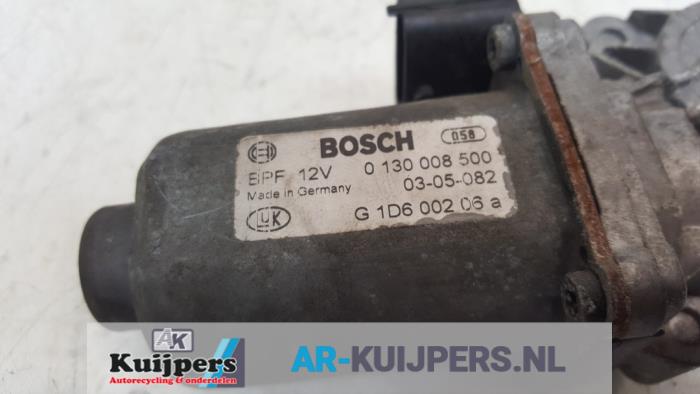 BOSCH 058
BPF 12V 0 130 008 500
Made in Germany 03-05-082
LUK G 1D6 002 06 a
AK
Kuijpers
Autorecycling & onderdelen
AR-KUIJPERS.NL